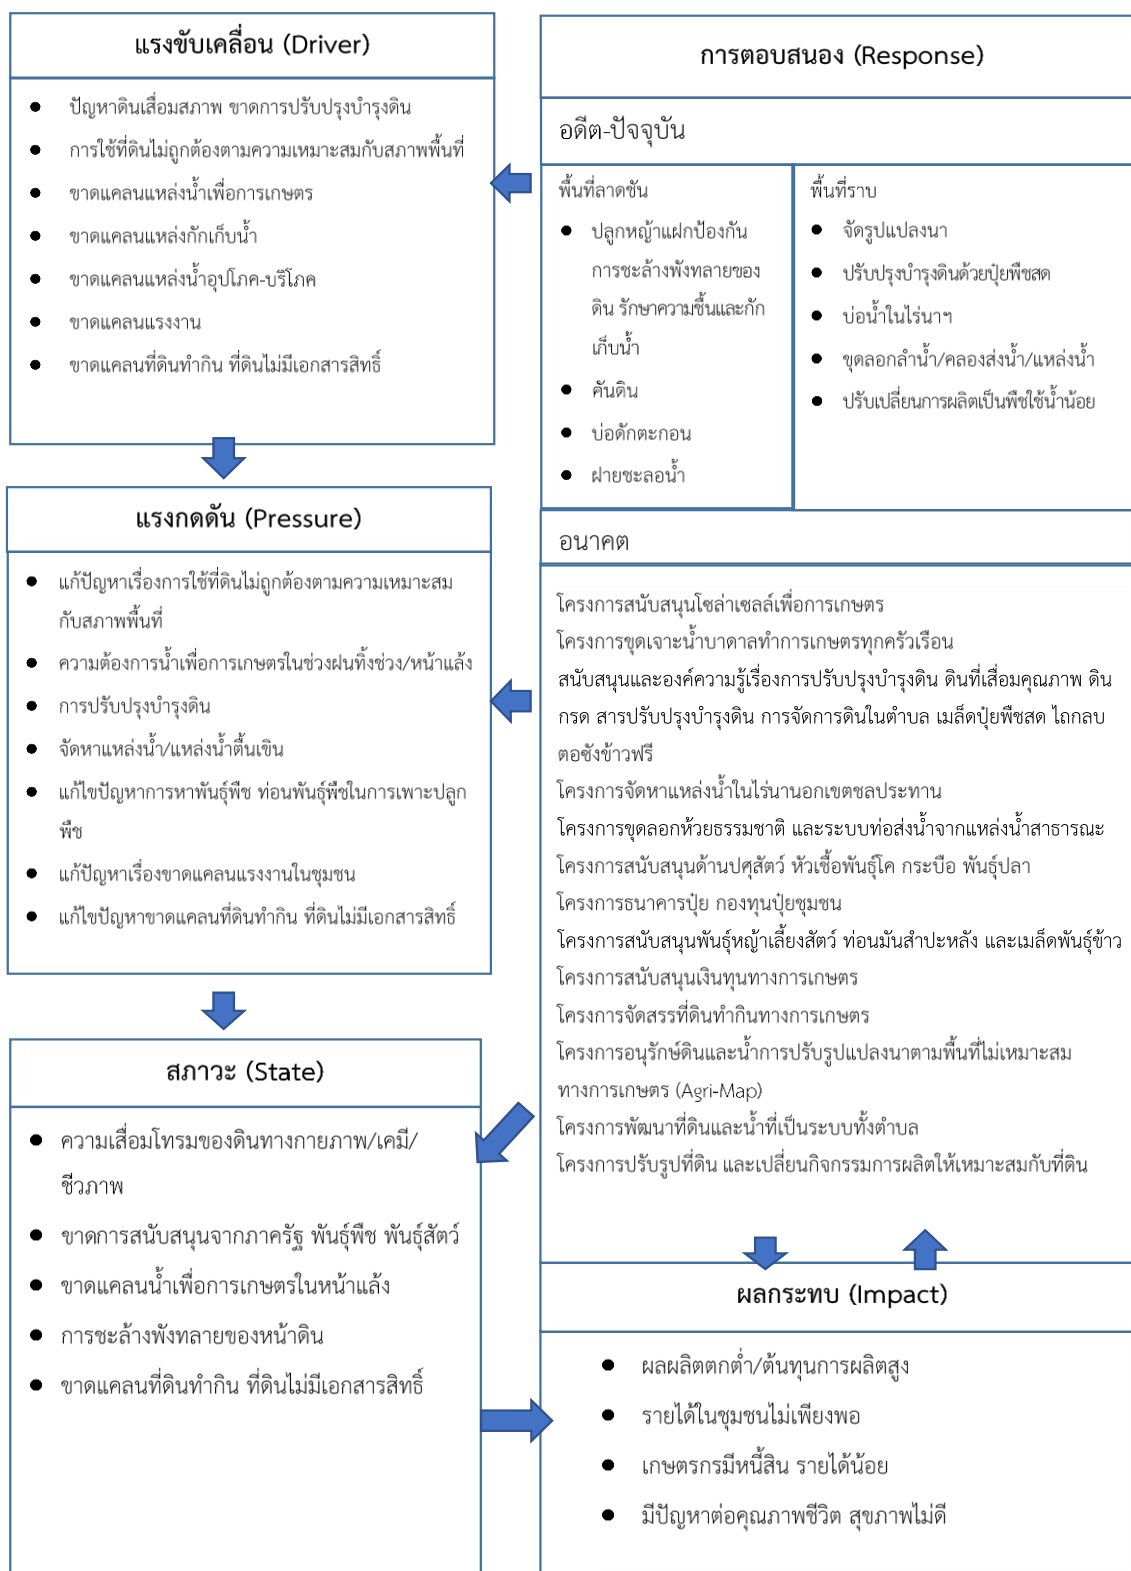 แรงขับเคลื่อน (Driver)
● ปัญหาดินเสื่อมสภาพ ขาดการปรับปรุงบำรุงดิน
● การใช้ที่ดินไม่ถูกต้องตามความเหมาะสมกับสภาพพื้นที่
● ขาดแคลนแหล่งน้ำเพื่อการเกษตร
● ขาดแคลนแหล่งกักเก็บน้ำ
● ขาดแคลนแหล่งน้ำอุปโภค-บริโภค
● ขาดแคลนแรงงาน
● ขาดแคลนที่ดินทำกิน ที่ดินไม่มีเอกสารสิทธิ์
แรงกดดัน (Pressure)
● แก้ปัญหาเรื่องการใช้ที่ดินไม่ถูกต้องตามความเหมาะสม
กับสภาพพื้นที่
● ความต้องการน้ำเพื่อการเกษตรในช่วงฝนทิ้งช่วง/หน้าแล้ง
● การปรับปรุงบำรุงดิน
● จัดหาแหล่งน้ำ/แหล่งน้ำตื้นเขิน
● แก้ไขปัญหาการหาพันธุ์พืช ท่อนพันธุ์พืชในการเพาะปลูก
พืช
● แก้ปัญหาเรื่องขาดแคลนแรงงานในชุมชน
● แก้ไขปัญหาขาดแคลนที่ดินทำกิน ที่ดินไม่มีเอกสารสิทธิ์
สภาวะ (State)
● ความเสื่อมโทรมของดินทางกายภาพ/เคมี/
ชีวภาพ
● ขาดการสนับสนุนจากภาครัฐ พันธุ์พืช พันธุ์สัตว์
● ขาดแคลนน้ำเพื่อการเกษตรในหน้าแล้ง
● การชะล้างพังทลายของหน้าดิน
● ขาดแคลนที่ดินทำกิน ที่ดินไม่มีเอกสารสิทธิ์
การตอบสนอง (Response)
อดีต-ปัจจุบัน
พื้นที่ลาดชัน
● ปลูกหญ้าแฝกป้องกัน
การชะล้างพังทลายของ
ดิน รักษาความชื้นและกัก
เก็บน้ำ
● คันดิน
● บ่อดักตะกอน
● ฝายชะลอน้ำ
พื้นที่ราบ
● จัดรูปแปลงนา
● ปรับปรุงบำรุงดินด้วยปุ๋ยพืชสด
● บ่อน้ำในไร่นาฯ
● ขุดลอกลำน้ำ/คลองส่งน้ำ/แหล่งน้ำ
● ปรับเปลี่ยนการผลิตเป็นพืชใช้น้ำน้อย
อนาคต
โครงการสนับสนุนโซล่าเซลล์เพื่อการเกษตร
โครงการขุดเจาะน้ำบาดาลทำการเกษตรทุกครัวเรือน
สนับสนุนและองค์ความรู้เรื่องการปรับปรุงบำรุงดิน ดินที่เสื่อมคุณภาพ ดิน
กรด สารปรับปรุงบำรุงดิน การจัดการดินในตำบล เมล็ดปุ๋ยพืชสด ไถกลบ
ตอซังข้าวฟรี
โครงการจัดหาแหล่งน้ำในไร่นานอกเขตชลประทาน
โครงการขุดลอกห้วยธรรมชาติ และระบบท่อส่งน้ำจากแหล่งน้ำสาธารณะ
โครงการสนับสนุนด้านปศุสัตว์ หัวเชื้อพันธุ์โค กระบือ พันธุ์ปลา
โครงการธนาคารปุ๋ย กองทุนปุ๋ยชุมชน
โครงการสนับสนุนพันธุ์หญ้าเลี้ยงสัตว์ ท่อนมันสำปะหลัง และเมล็ดพันธุ์ข้าว
โครงการสนับสนุนเงินทุนทางการเกษตร
โครงการจัดสรรที่ดินทำกินทางการเกษตร
โครงการอนุรักษ์ดินและน้ำการปรับรูปแปลงนาตามพื้นที่ไม่เหมาะสม
ทางการเกษตร (Agri-Map)
โครงการพัฒนาที่ดินและน้ำที่เป็นระบบทั้งตำบล
โครงการปรับรูปที่ดิน และเปลี่ยนกิจกรรมการผลิตให้เหมาะสมกับที่ดิน
ผลกระทบ (Impact)
● ผลผลิตตกต่ำ/ต้นทุนการผลิตสูง
● รายได้ในชุมชนไม่เพียงพอ
● เกษตรกรมีหนี้สิน รายได้น้อย
● มีปัญหาต่อคุณภาพชีวิต สุขภาพไม่ดี